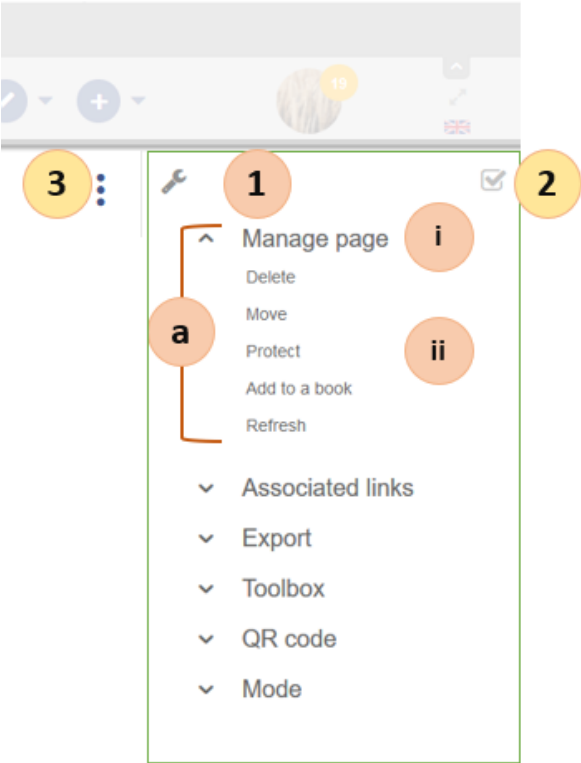 19
3
1
2
Manage page
i
Delete
Move
a
Protect
ii
Add to a book
Refresh
Associated links
Export
Toolbox
QR code
Mode